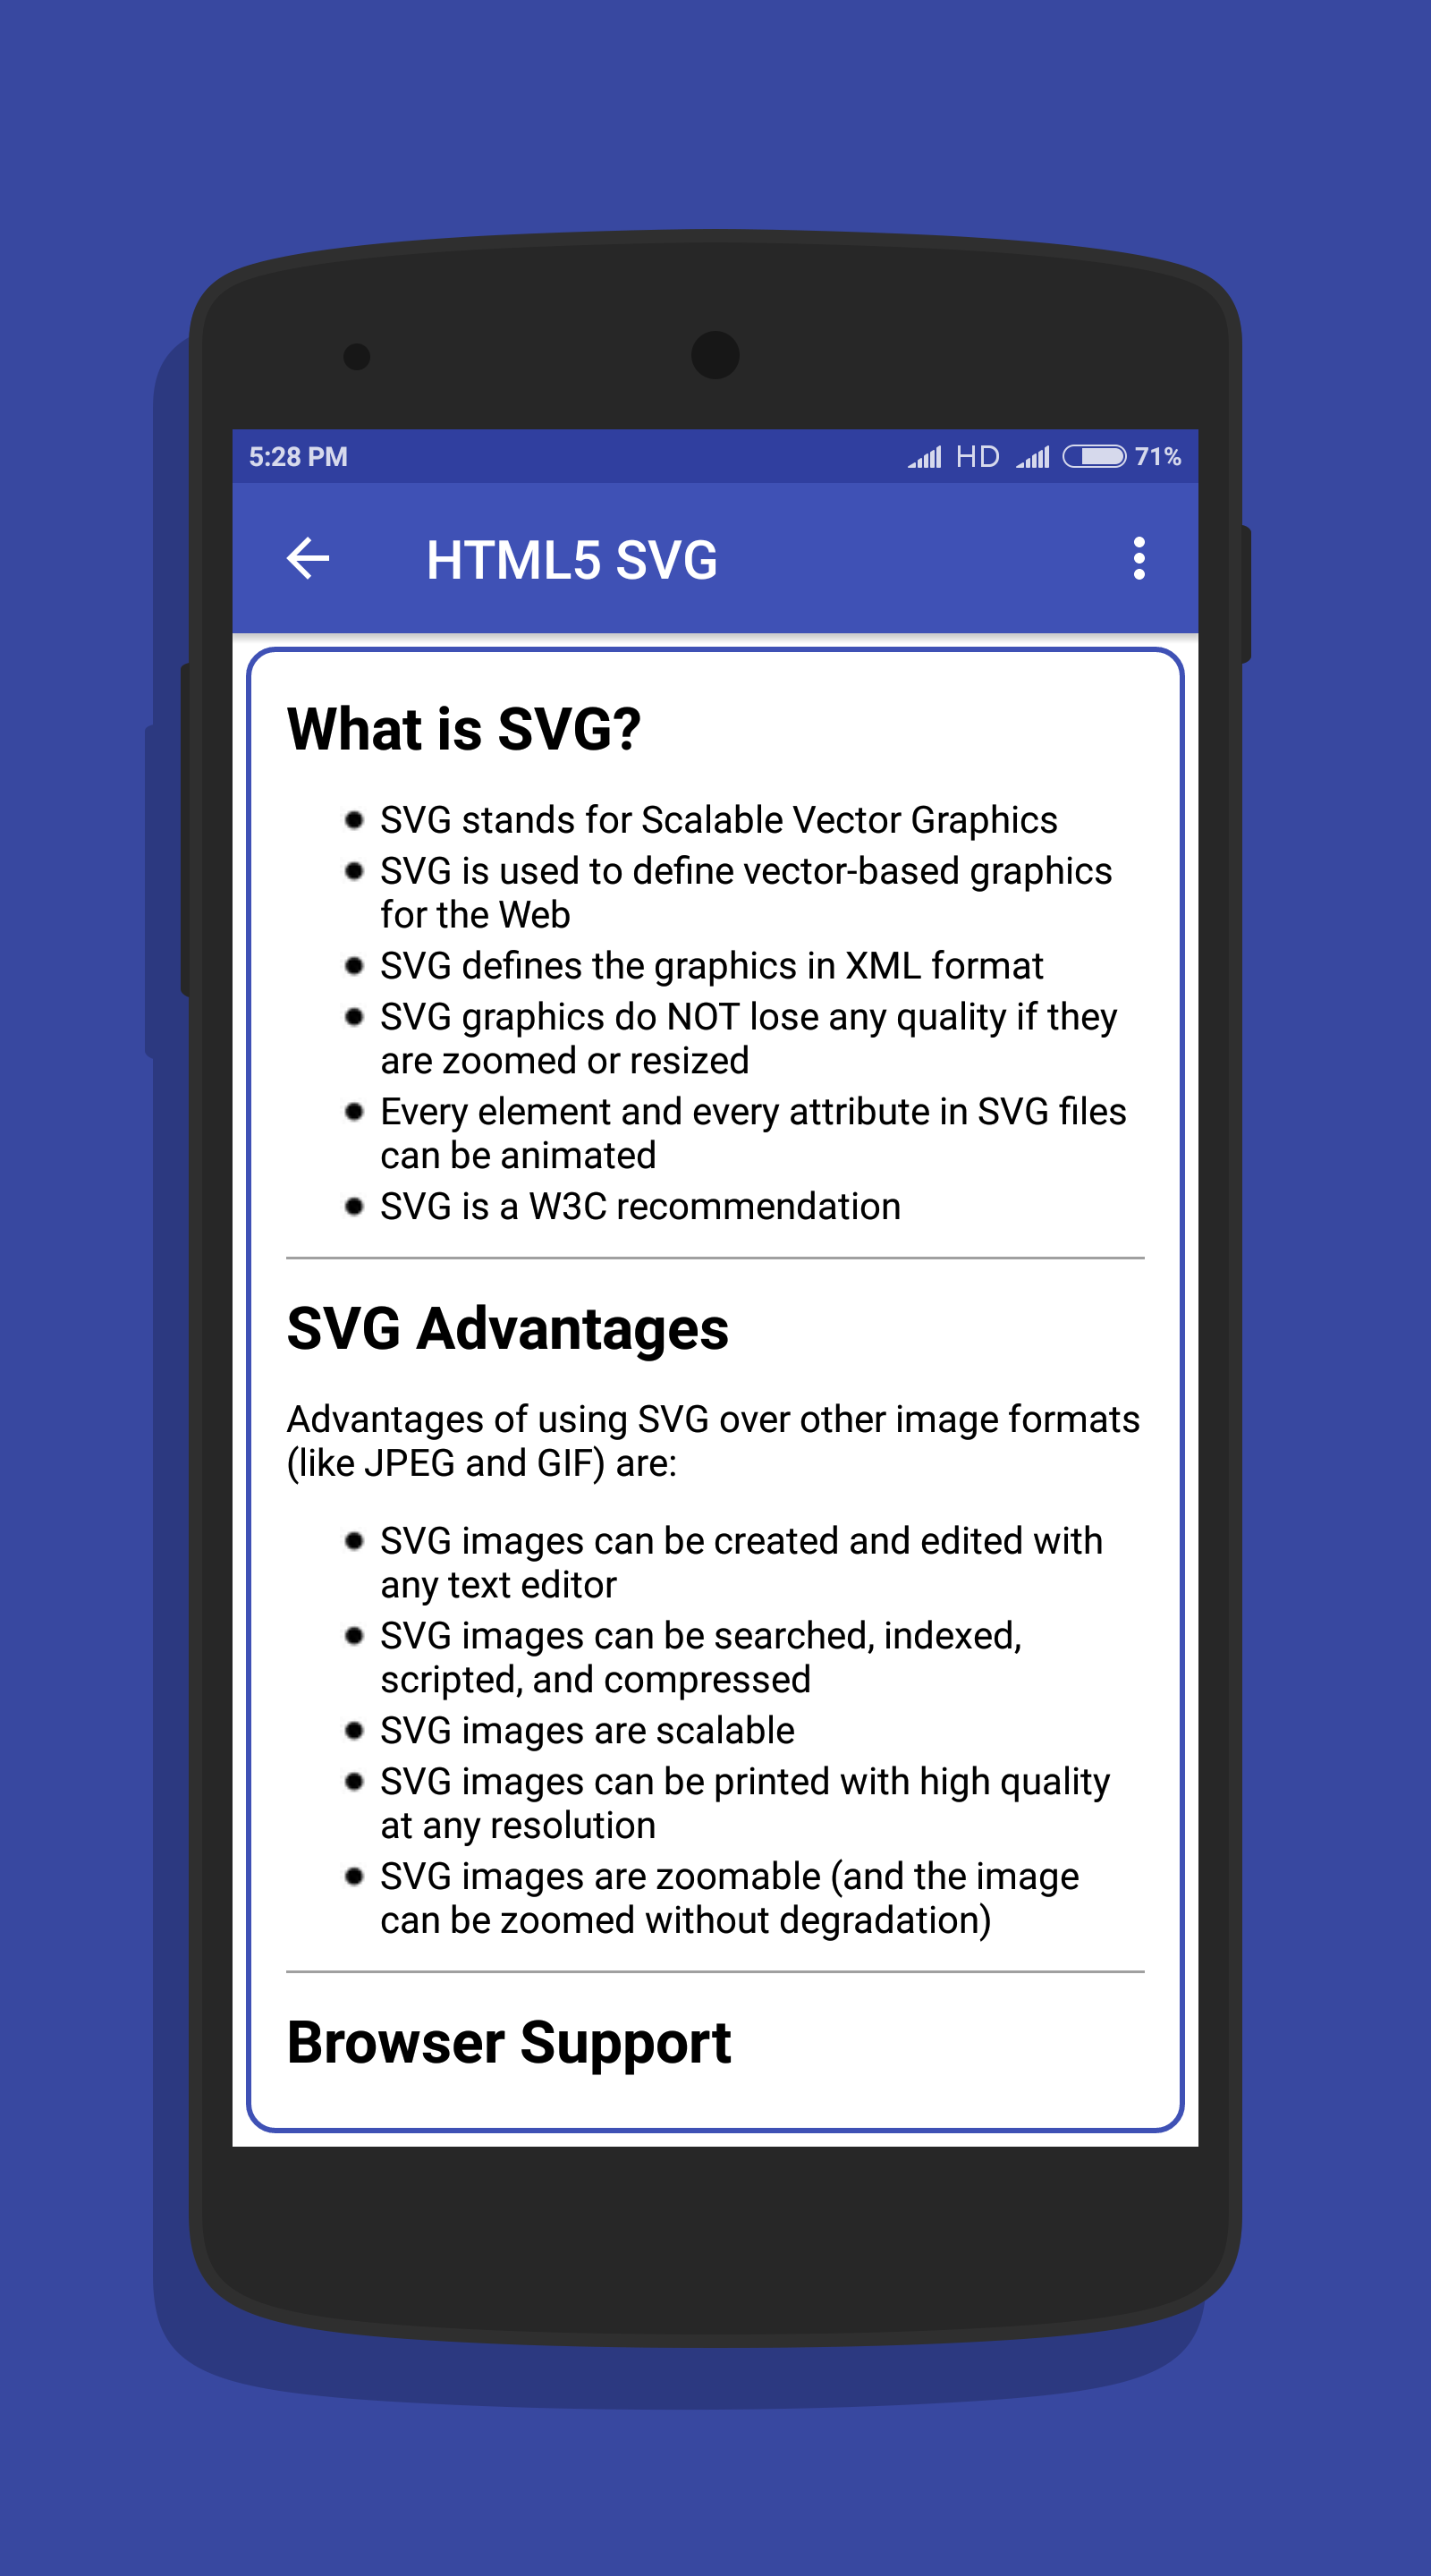 5:28 PM HD 71%
HTML5 SVG
What is SVG?
SVG stands for Scalable Vector Graphics
SVG is used to define vector-based graphics
for the Web
SVG defines the graphics in XML format
SVG graphics do NOT lose any quality if they
are zoomed or resized
Every element and every attribute in SVG files
can be animated
SVG is a W3C recommendation
SVG Advantages
Advantages of using SVG over other image formats
(like JPEG and GIF) are:
SVG images can be created and edited with
any text editor
SVG images can be searched, indexed,
scripted, and compressed
SVG images are scalable
SVG images can be printed with high quality
at any resolution
SVG images are zoomable (and the image
can be zoomed without degradation)
Browser Support